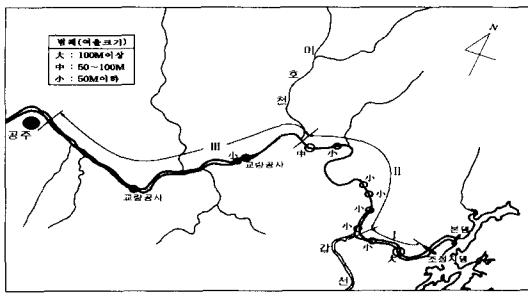 범례(여울크기)
大 : 100M이상
中 : 50~100M
小 : 50M이하
N
미
호
천
공주
III
中
小
小
교량공사
II
교량공사
小
小
小
小
小
大
I
본댐
조정지댐
갑
천